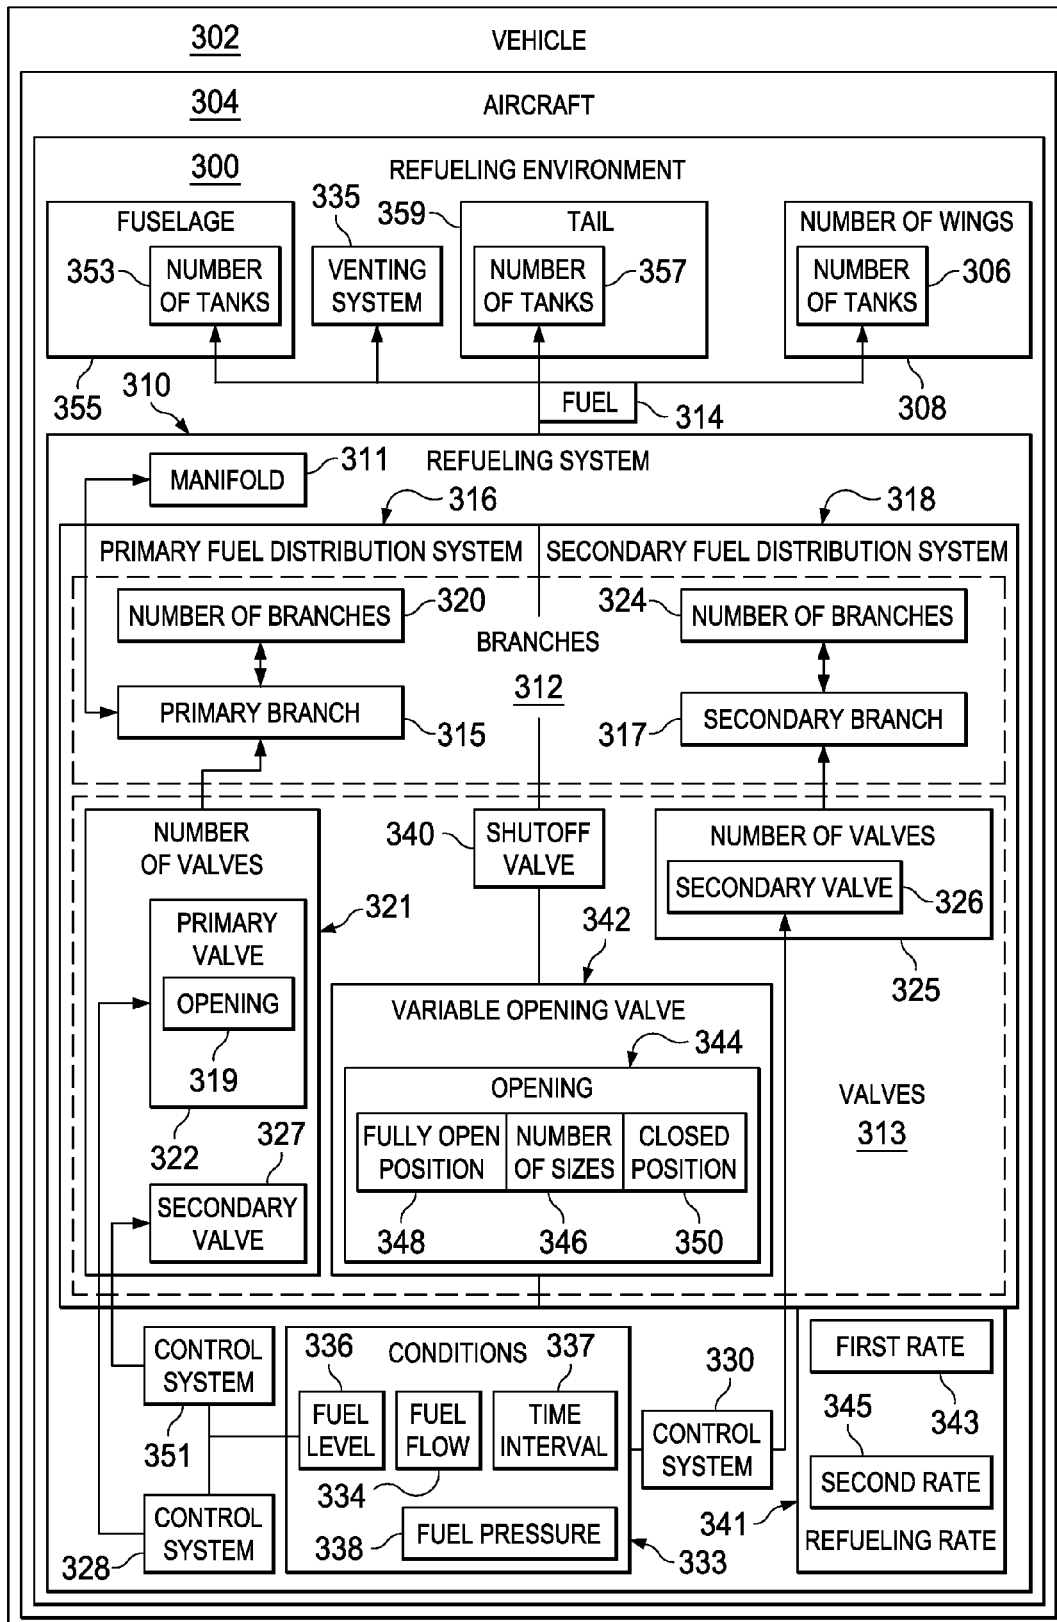 302 VEHICLE
304 AIRCRAFT
300 REFUELING ENVIRONMENT
335
359
FUSELAGE
TAIL
NUMBER OF WINGS
353
NUMBER
OF TANKS
VENTING
SYSTEM
NUMBER
OF TANKS
357
NUMBER
OF TANKS
306
355
310
FUEL
314
308
REFUELING SYSTEM
MANIFOLD
311
316
318
PRIMARY FUEL DISTRIBUTION SYSTEM
SECONDARY FUEL DISTRIBUTION SYSTEM
NUMBER OF BRANCHES
320
324
NUMBER OF BRANCHES
BRANCHES
312
PRIMARY BRANCH
315
317
SECONDARY BRANCH
NUMBER
OF VALVES
340
SHUTOFF
VALVE
NUMBER OF VALVES
SECONDARY VALVE
326
325
PRIMARY
VALVE
321
OPENING
319
322
342
VARIABLE OPENING VALVE
344
OPENING
FULLY OPEN
POSITION
NUMBER
OF SIZES
CLOSED
POSITION
348
346
350
VALVES
313
327
SECONDARY
VALVE
CONTROL
SYSTEM
351
CONTROL
SYSTEM
328
336
CONDITIONS
337
FUEL
LEVEL
FUEL
FLOW
TIME
INTERVAL
334
338
FUEL PRESSURE
333
330
CONTROL
SYSTEM
FIRST RATE
343
345
SECOND RATE
341
REFUELING RATE